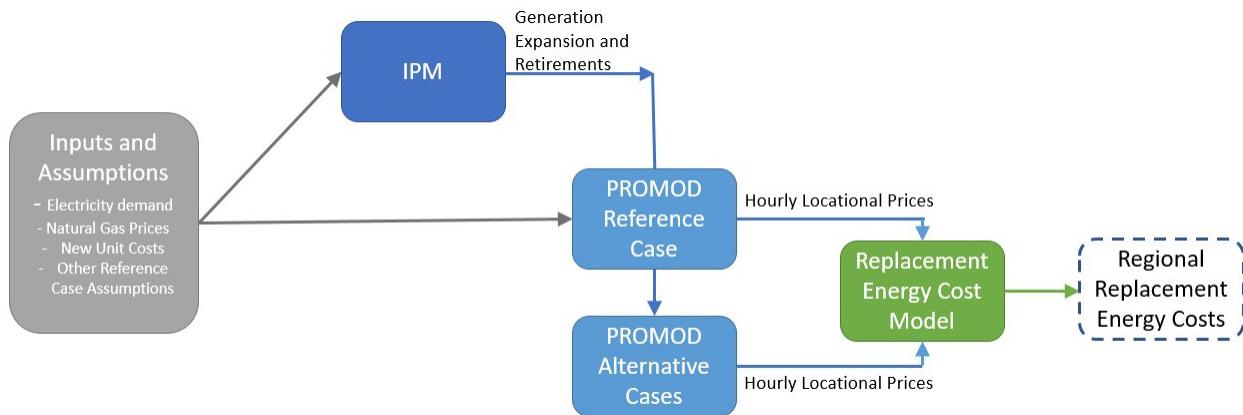 Inputs and
Assumptions
- Electricity demand
- Natural Gas Prices
- New Unit Costs
- Other Reference
Case Assumptions
IPM
Generation
Expansion and
Retirements
PROMOD
Reference
Case
Hourly Locational Prices
PROMOD
Alternative
Cases
Hourly Locational Prices
Replacement
Energy Cost
Model
Regional
Replacement
Energy Costs